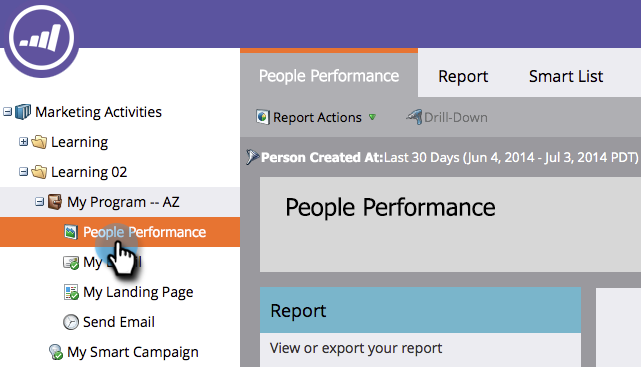 People Performance Report Smart List
Report Actions Drill-Down
Person Created At: Last 30 Days (Jun 4, 2014 - Jul 3, 2014 PDT)
Marketing Activities
Learning
Learning 02
My Program -- AZ
People Performance
My
My Landing Page
Send Email
My Smart Campaign
People Performance
Report
View or export your report